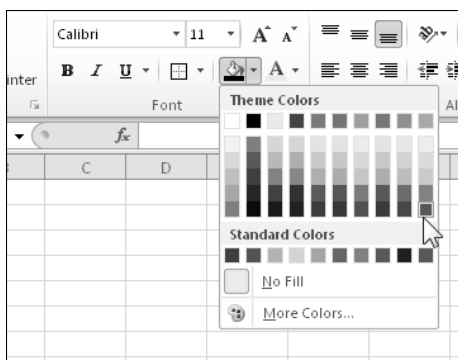 Calibri 11 A A
inter B I U A
Font Al
Theme Colors
fx
C D
Standard Colors
No Fill
More Colors...